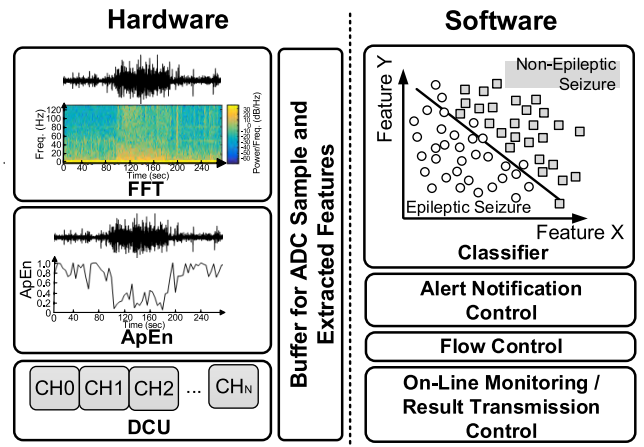 Hardware
Freq. (Hz)
120
100
80
60
40
20
0
0 40 80 120 160 200 240
Time (sec)
Power/Freq. (dB/Hz)
FFT
ApEn
1.0
0.8
0.6
0.4
0.2
0
0 40 80 120 160 200 240
Time (sec)
ApEn
CH0 CH1 CH2 ... CHN
DCU
Buffer for ADC Sample and
Extracted Features
Software
Feature Y
Non-Epileptic
Seizure
Epileptic Seizure
Feature X
Classifier
Alert Notification
Control
Flow Control
On-Line Monitoring /
Result Transmission
Control